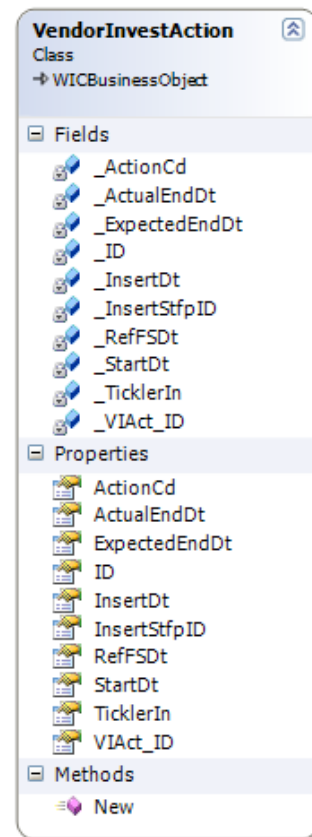 VendorInvestAction
Class
WICBusinessObject
Fields
_ActionCd
_ActualEndDt
_ExpectedEndDt
_ID
_InsertDt
_InsertStfpID
_RefFSDt
_StartDt
_TicklerIn
_VIAct_ID
Properties
ActionCd
ActualEndDt
ExpectedEndDt
ID
InsertDt
InsertStfpID
RefFSDt
StartDt
TicklerIn
VIAct_ID
Methods
New